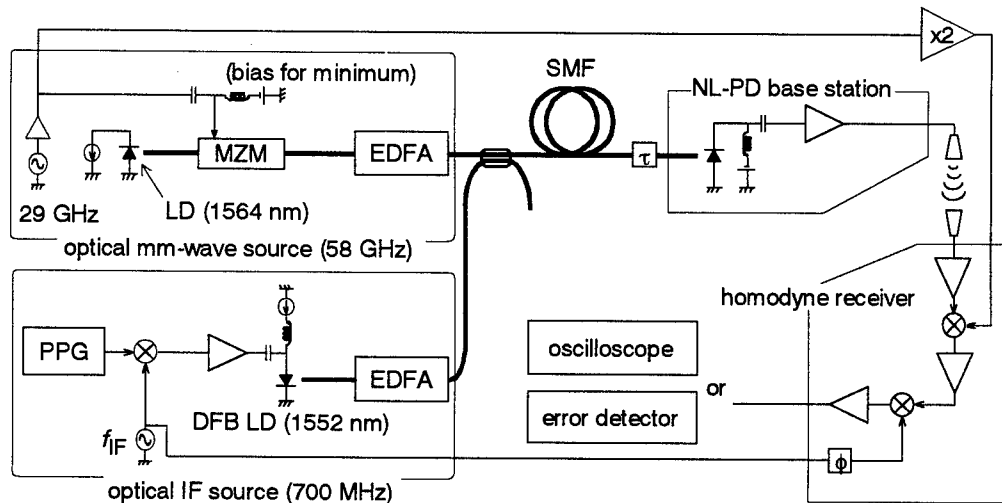 x2
(bias for minimum)
SMF
NL-PD base station
MZM
EDFA
τ
29 GHz
LD (1564 nm)
optical mm-wave source (58 GHz)
homodyne receiver
PPG
oscilloscope
EDFA
or
DFB LD (1552 nm)
error detector
fIF
ϕ
optical IF source (700 MHz)